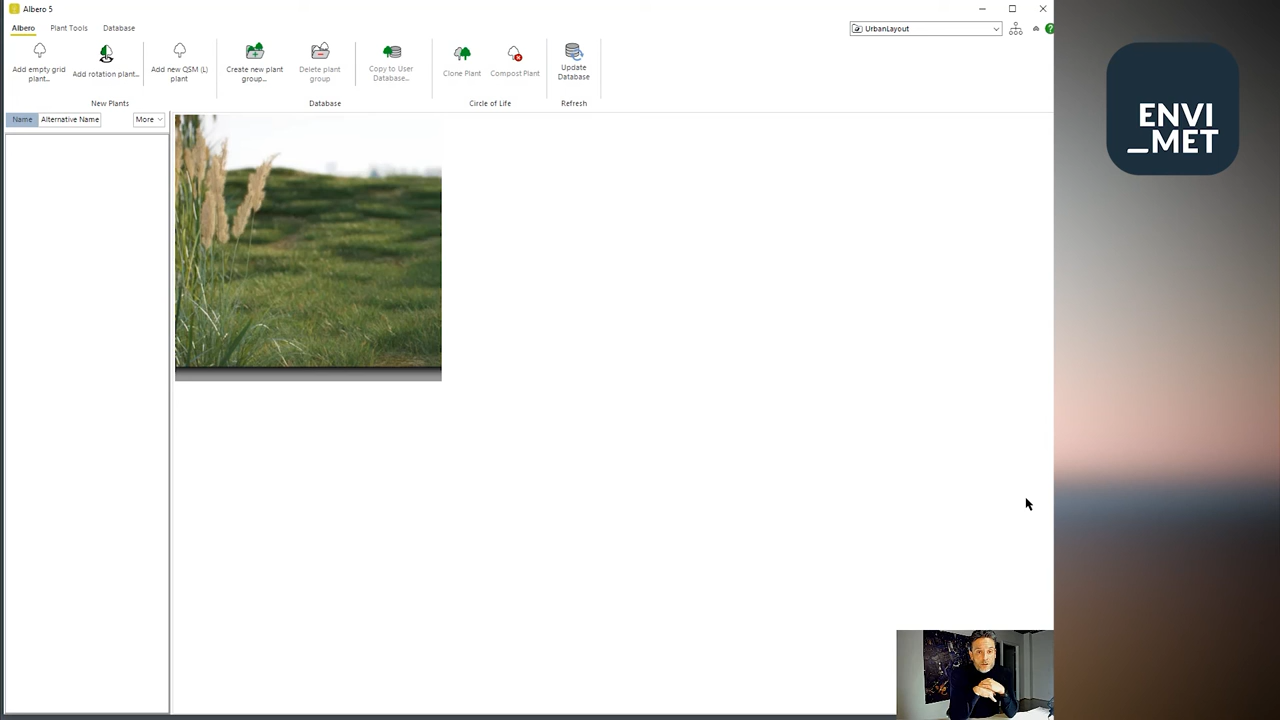 Albero 5
Albero Plant Tools Database
UrbanLayout
Add empty grid plant...
Add rotation plant...
Add new QSM (L) plant
Create new plant group...
Delete plant group
Copy to User Database...
Clone Plant
Compost Plant
Update Database
New Plants
Database
Circle of Life
Refresh
Name Alternative Name More
ENVI
_MET